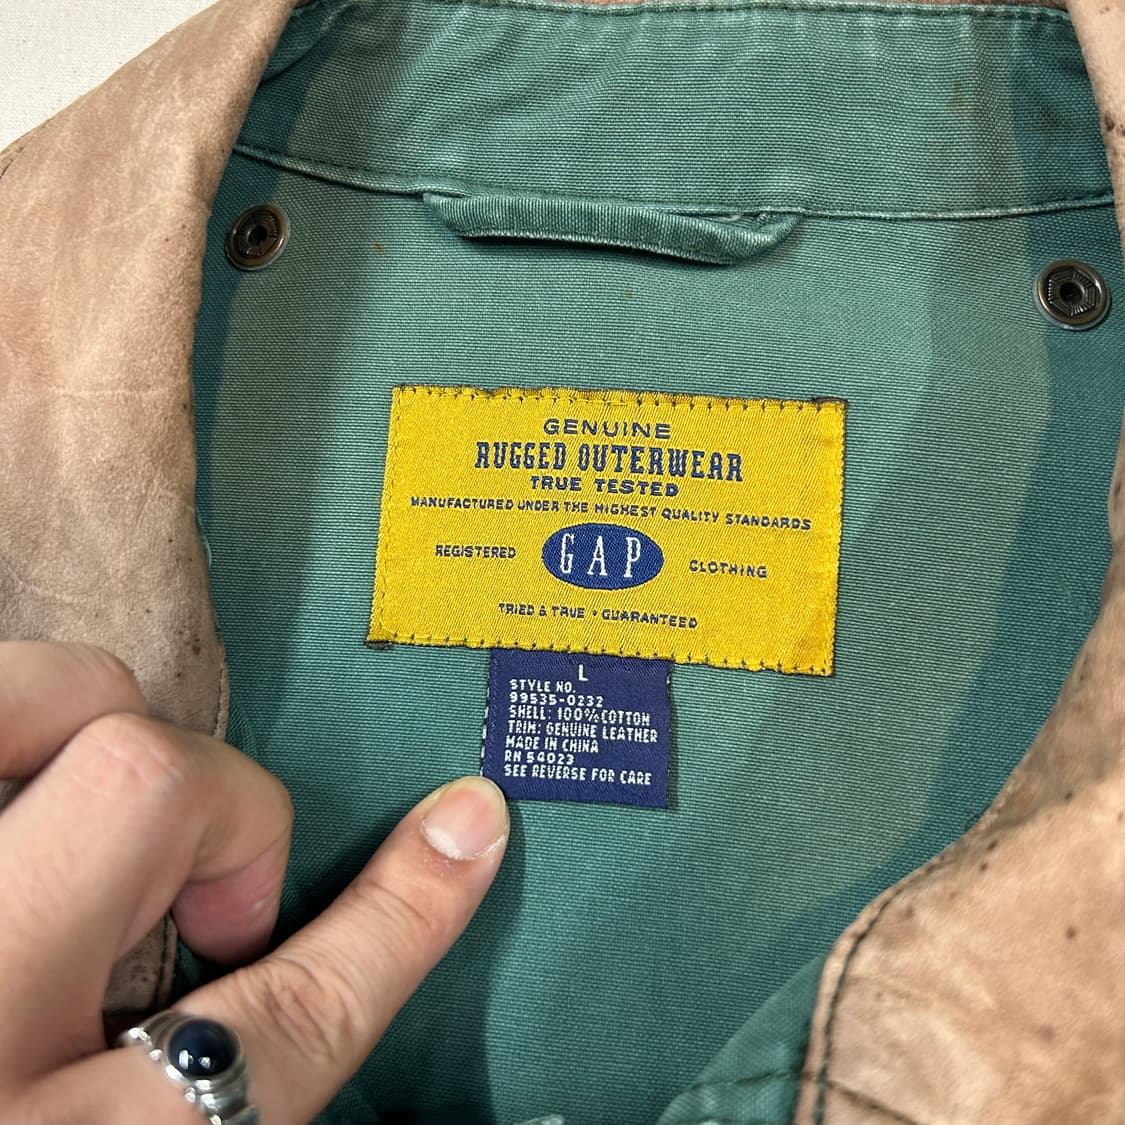 GENUINE
RUGGED OUTERWEAR
TRUE TESTED
MANUFACTURED UNDER THE HIGHEST QUALITY STANDARDS
REGISTERED GAP CLOTHING
TRIED & TRUE • GUARANTEED
L
STYLE NO.
99535-0232
SHELL: 100% COTTON
TRIM: GENUINE LEATHER
MADE IN CHINA
RN 54023
SEE REVERSE FOR CARE